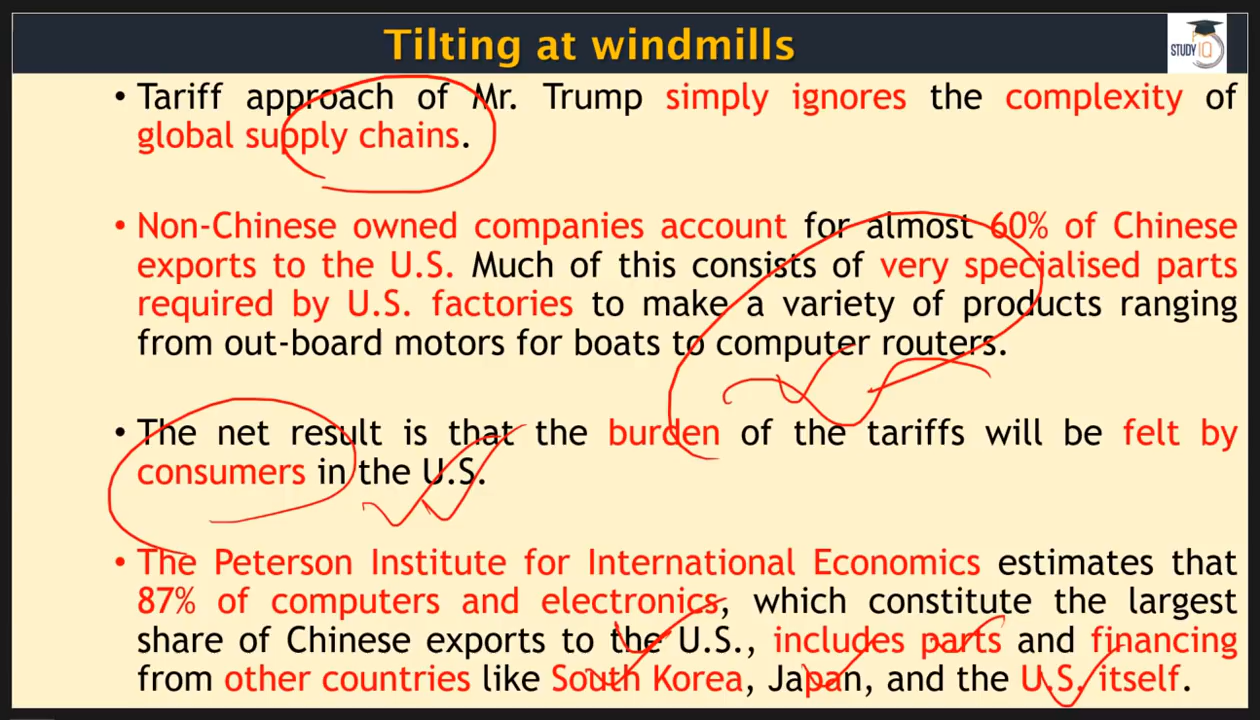 Tilting at windmills
STUDY IQ
• Tariff approach of Mr. Trump simply ignores the complexity of
global supply chains.
• Non-Chinese owned companies account for almost 60% of Chinese
exports to the U.S. Much of this consists of very specialised parts
required by U.S. factories to make a variety of products ranging
from out-board motors for boats to computer routers.
• The net result is that the burden of the tariffs will be felt by
consumers in the U.S.
• The Peterson Institute for International Economics estimates that
87% of computers and electronics, which constitute the largest
share of Chinese exports to the U.S., includes parts and financing
from other countries like South Korea, Japan, and the U.S. itself.